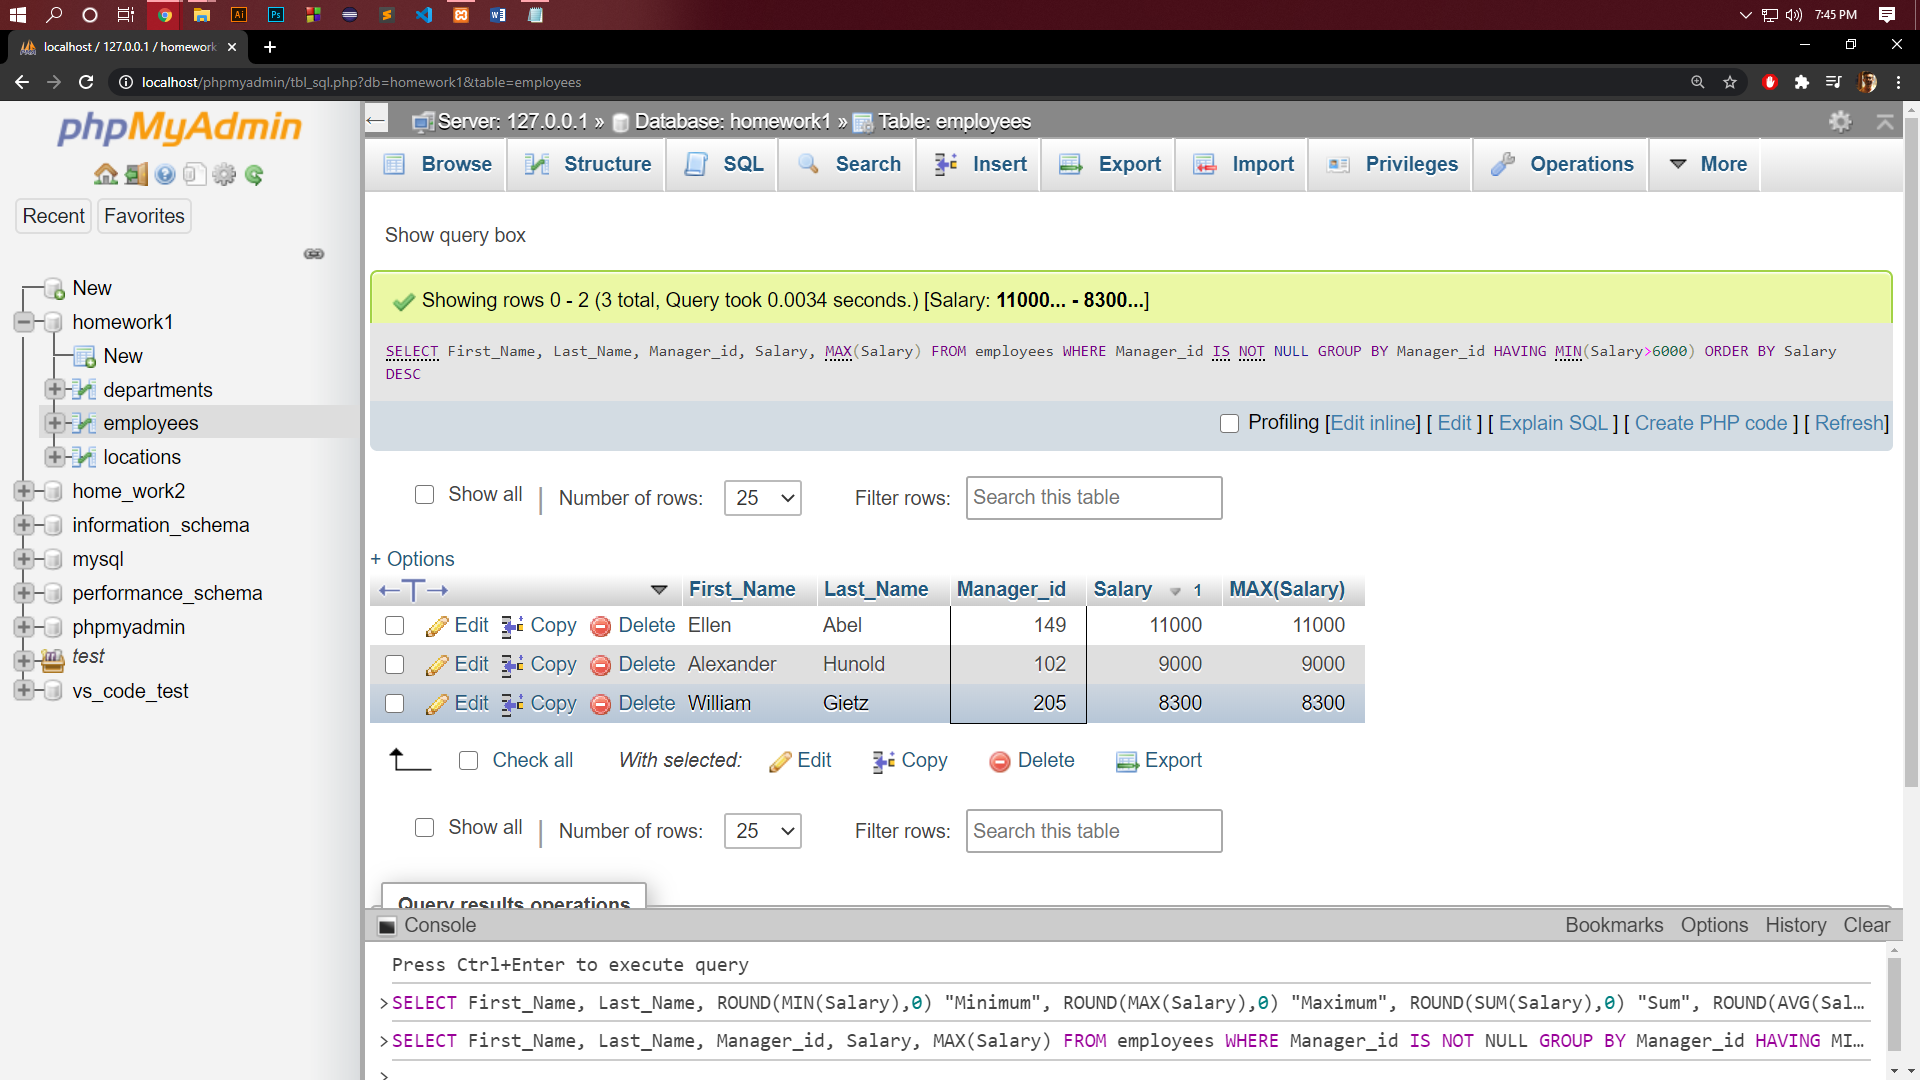 7:45 PM
localhost / 127.0.0.1 / homework
localhost/phpmyadmin/tbl_sql.php?db=homework1&table=employees
phpMyAdmin
Recent Favorites
New
homework1
New
departments
employees
locations
home_work2
information_schema
mysql
performance_schema
phpmyadmin
test
vs_code_test
Server: 127.0.0.1 » Database: homework1 » Table: employees
Browse Structure SQL Search Insert Export Import Privileges Operations More
Show query box
Showing rows 0 - 2 (3 total, Query took 0.0034 seconds.) [Salary: 11000... - 8300...]
SELECT First_Name, Last_Name, Manager_id, Salary, MAX(Salary) FROM employees WHERE Manager_id IS NOT NULL GROUP BY Manager_id HAVING MIN(Salary>6000) ORDER BY Salary
DESC
Profiling [Edit inline] [ Edit ] [ Explain SQL ] [ Create PHP code ] [ Refresh]
Show all | Number of rows: 25 Filter rows: Search this table
+ Options
←T→ First_Name Last_Name Manager_id Salary 1 MAX(Salary)
Edit Copy Delete Ellen Abel 149 11000 11000
Edit Copy Delete Alexander Hunold 102 9000 9000
Edit Copy Delete William Gietz 205 8300 8300
Check all With selected: Edit Copy Delete Export
Show all | Number of rows: 25 Filter rows: Search this table
Query results operations
Console Bookmarks Options History Clear
Press Ctrl+Enter to execute query
>SELECT First_Name, Last_Name, ROUND(MIN(Salary),0) "Minimum", ROUND(MAX(Salary),0) "Maximum", ROUND(SUM(Salary),0) "Sum", ROUND(AVG(Sal…
>SELECT First_Name, Last_Name, Manager_id, Salary, MAX(Salary) FROM employees WHERE Manager_id IS NOT NULL GROUP BY Manager_id HAVING MI…
>